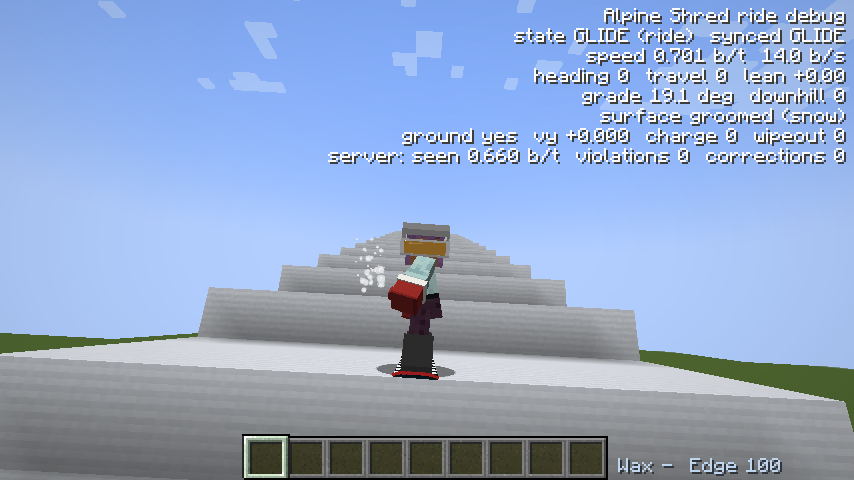 Alpine Shred ride debug
state GLIDE (ride) synced GLIDE
speed 0.701 b/t 14.0 b/s
heading 0 travel 0 lean +0.00
grade 19.1 deg downhill 0
surface groomed (snow)
ground yes vy +0.000 charge 0 wipeout 0
server: seen 0.660 b/t violations 0 corrections 0
Wax - Edge 100